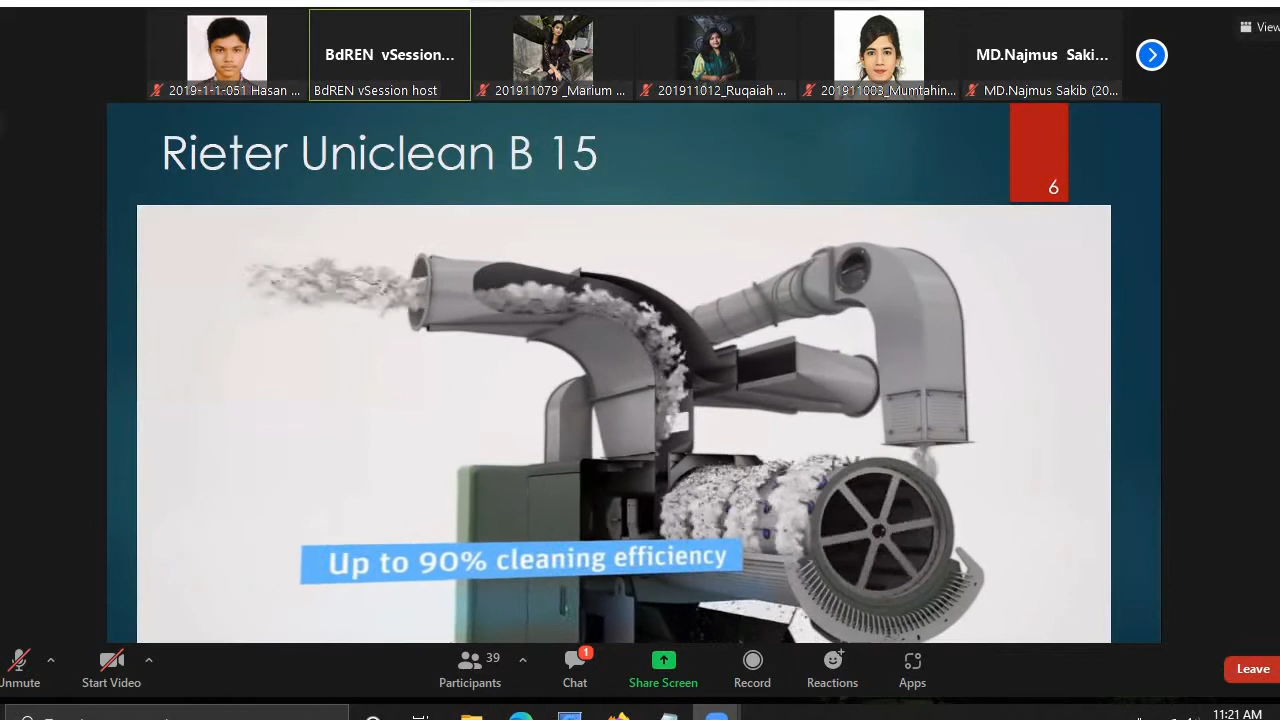 View
BdREN vSession...
MD.Najmus Saki...
2019-1-1-051 Hasan ...
BdREN vSession host
201911079 _Marium ...
201911012_Ruqaiah ...
201911003_Mumtahin...
MD.Najmus Sakib (20...
Rieter Uniclean B 15
6
Up to 90% cleaning efficiency
39
1
Unmute
Start Video
Participants
Chat
Share Screen
Record
Reactions
Apps
Leave
11:21 AM